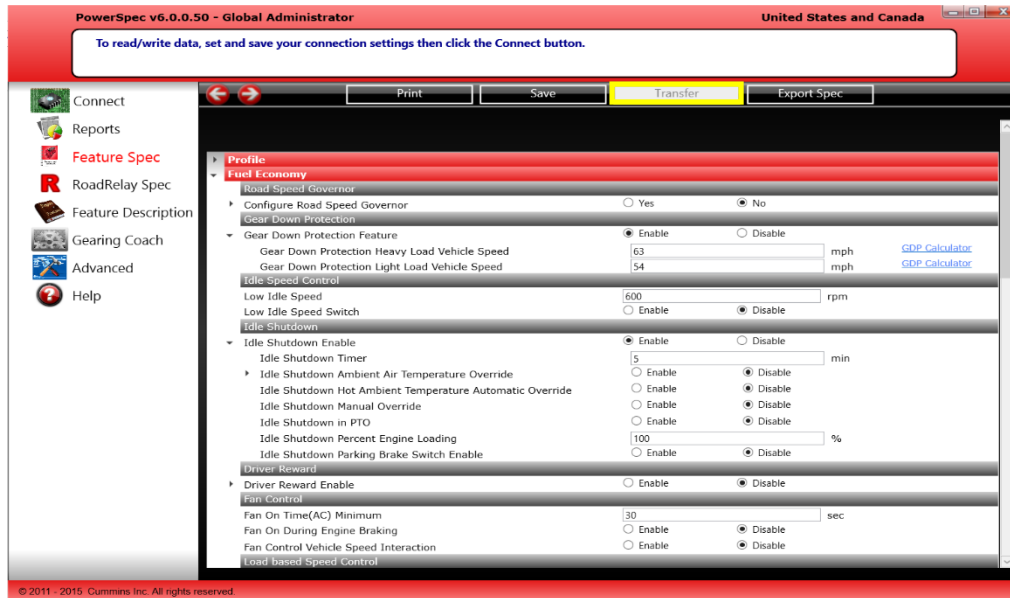 PowerSpec v6.0.0.50 - Global Administrator United States and Canada
To read/write data, set and save your connection settings then click the Connect button.
Connect
Reports
Feature Spec
RoadRelay Spec
Feature Description
Gearing Coach
Advanced
Help
Print Save Transfer Export Spec
Profile
Fuel Economy
Road Speed Governor
Configure Road Speed Governor Yes No
Gear Down Protection
Gear Down Protection Feature Enable Disable
Gear Down Protection Heavy Load Vehicle Speed 63 mph GDP Calculator
Gear Down Protection Light Load Vehicle Speed 54 mph GDP Calculator
Idle Speed Control
Low Idle Speed 600 rpm
Low Idle Speed Switch Enable Disable
Idle Shutdown
Idle Shutdown Enable Enable Disable
Idle Shutdown Timer 5 min
Idle Shutdown Ambient Air Temperature Override Enable Disable
Idle Shutdown Hot Ambient Temperature Automatic Override Enable Disable
Idle Shutdown Manual Override Enable Disable
Idle Shutdown in PTO Enable Disable
Idle Shutdown Percent Engine Loading 100 %
Idle Shutdown Parking Brake Switch Enable Enable Disable
Driver Reward
Driver Reward Enable Enable Disable
Fan Control
Fan On Time(AC) Minimum 30 sec
Fan On During Engine Braking Enable Disable
Fan Control Vehicle Speed Interaction Enable Disable
Load based Speed Control
© 2011 - 2015 Cummins Inc. All rights reserved.